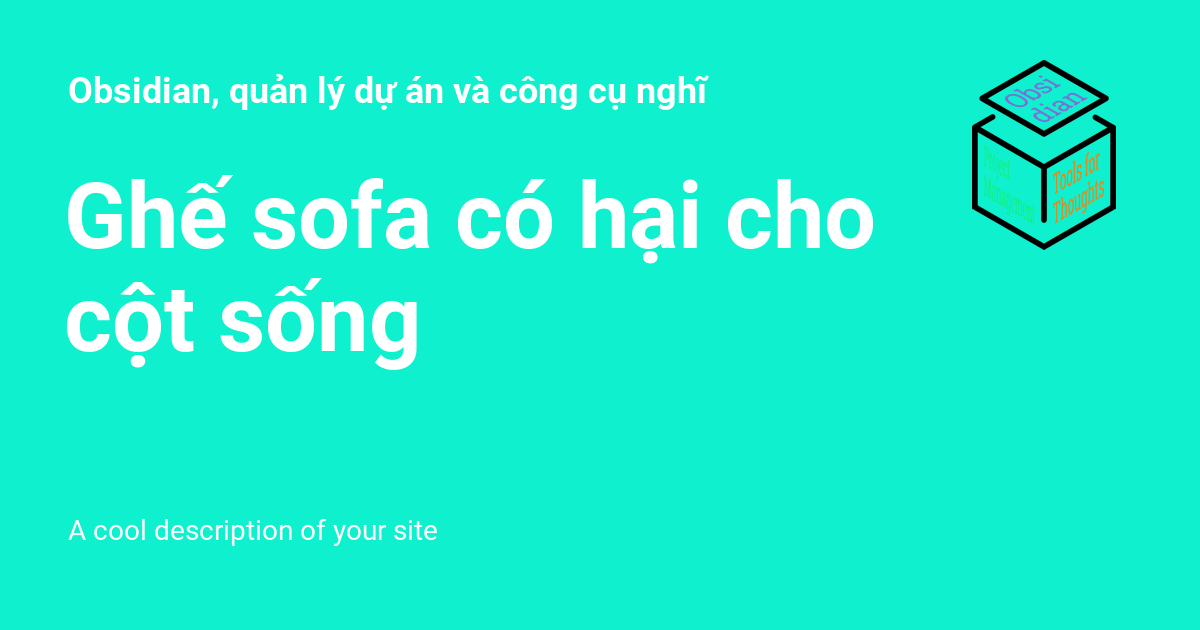 Obsidian, quản lý dự án và công cụ nghĩ
Obsi
dian
Ghế sofa có hại cho
cột sống
Project
Management
Tools for
Thoughts
A cool description of your site